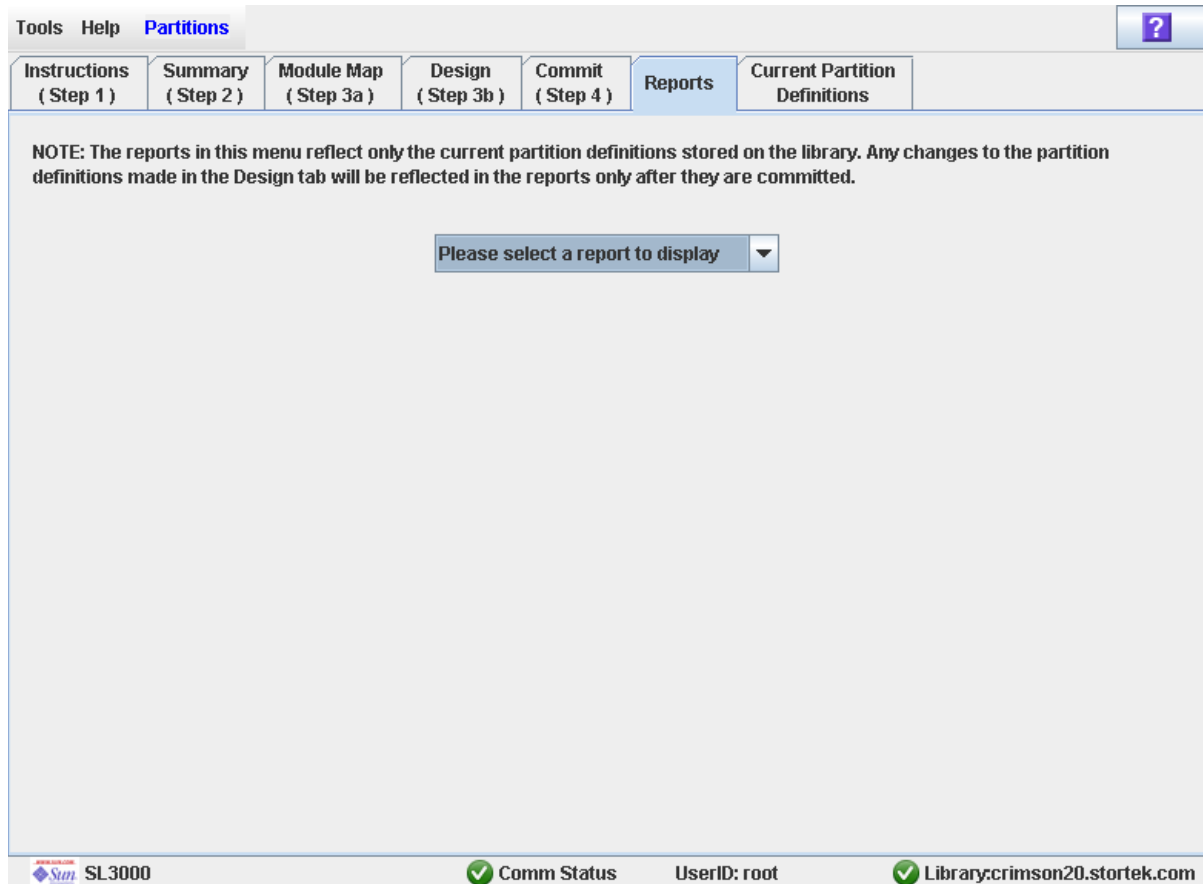 Tools Help Partitions ?
Instructions
( Step 1 )
Summary
( Step 2 )
Module Map
( Step 3a )
Design
( Step 3b )
Commit
( Step 4 )
Reports
Current Partition
Definitions
NOTE: The reports in this menu reflect only the current partition definitions stored on the library. Any changes to the partition
definitions made in the Design tab will be reflected in the reports only after they are committed.
Please select a report to display
www.sun.com
Sun SL3000 Comm Status UserID: root Library:crimson20.stortek.com